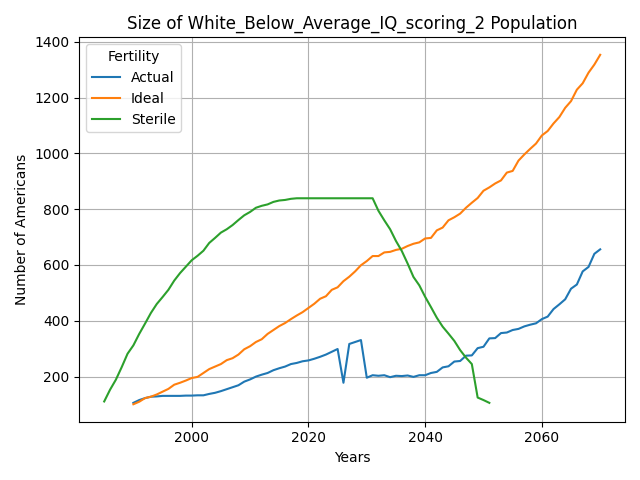 Size of White_Below_Average_IQ_scoring_2 Population
Fertility
Actual
Ideal
Sterile
Number of Americans
1400
1200
1000
800
600
400
200
2000
2020
2040
2060
Years